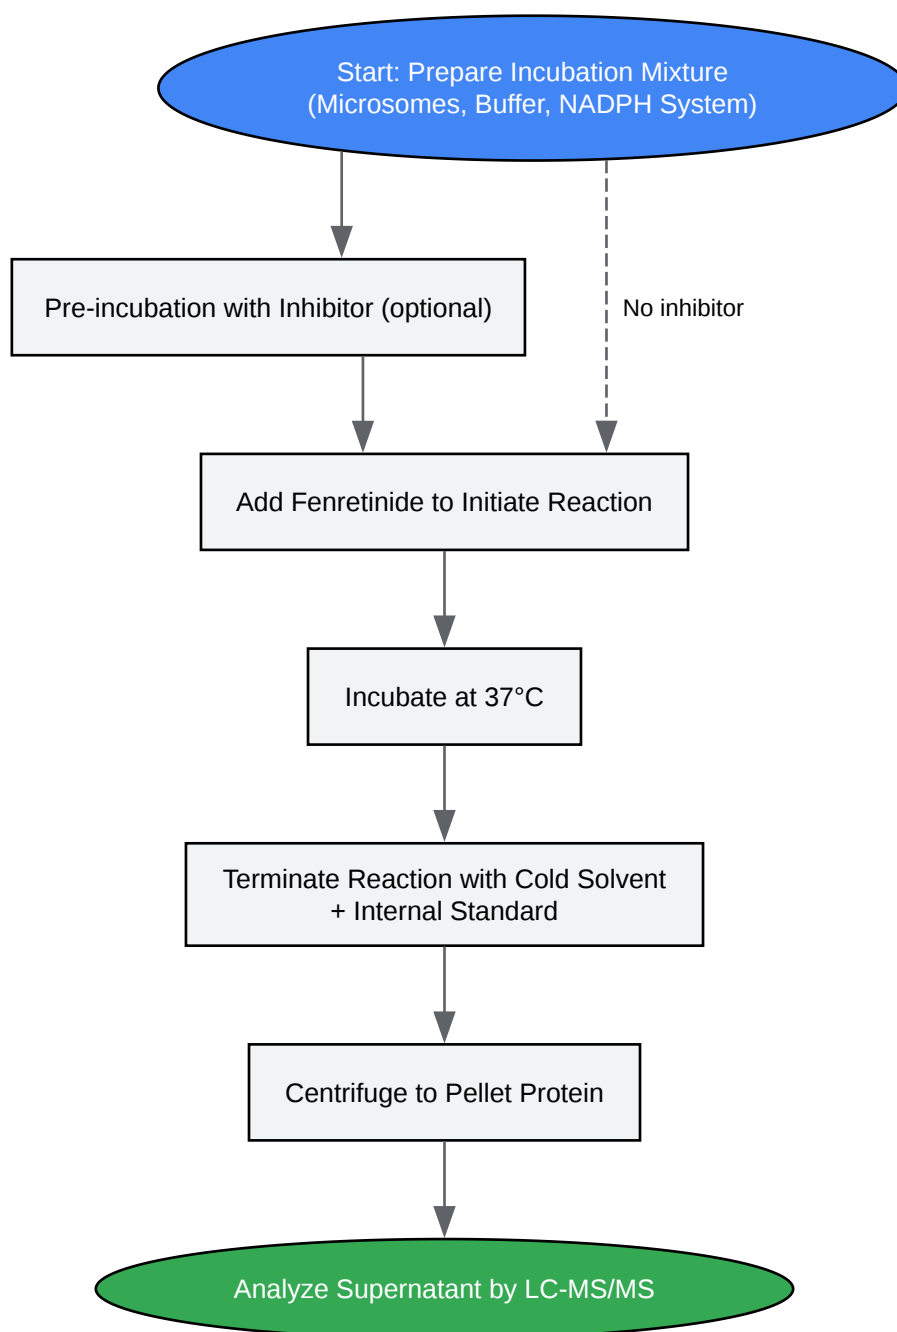 Start: Prepare Incubation Mixture
(Microsomes, Buffer, NADPH System)
Pre-incubation with Inhibitor (optional)
No inhibitor
Add Fenretinide to Initiate Reaction
Incubate at 37°C
Terminate Reaction with Cold Solvent
+ Internal Standard
Centrifuge to Pellet Protein
Analyze Supernatant by LC-MS/MS